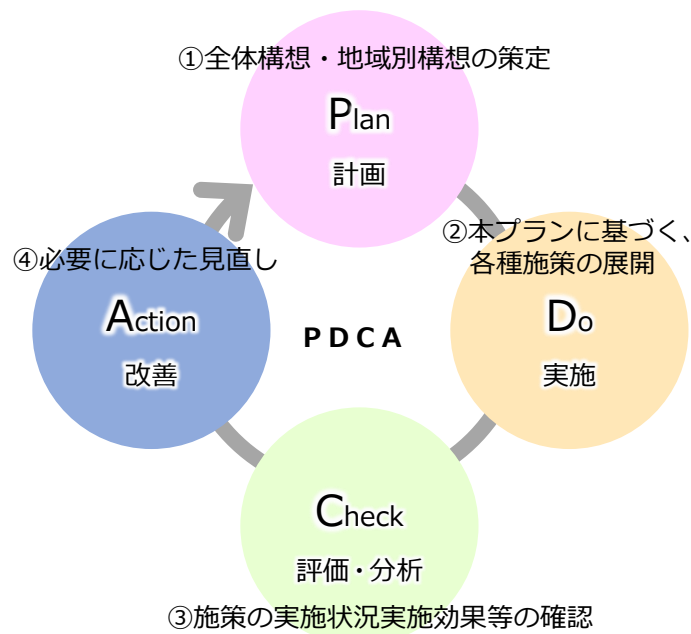 ①全体構想・地域別構想の策定
Plan
計画
②本プランに基づく、
各種施策の展開
Do
実施
④必要に応じた見直し
Action
改善
PDCA
Check
評価・分析
③施策の実施状況実施効果等の確認